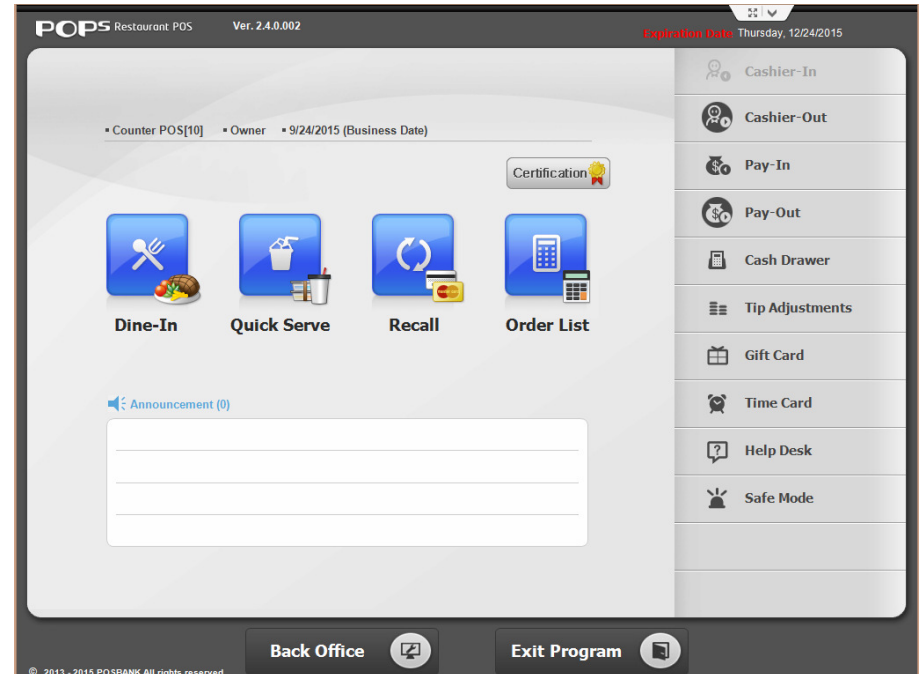 POPS Restaurant POS Ver. 2.4.0.002
Expiration Date Thursday, 12/24/2015
▪ Counter POS[10] ▪ Owner ▪ 9/24/2015 (Business Date)
Certification
Dine-In Quick Serve Recall Order List
Announcement (0)
Cashier-In
Cashier-Out
Pay-In
Pay-Out
Cash Drawer
Tip Adjustments
Gift Card
Time Card
Help Desk
Safe Mode
Back Office Exit Program
© 2013 - 2015 POSBANK All rights reserved